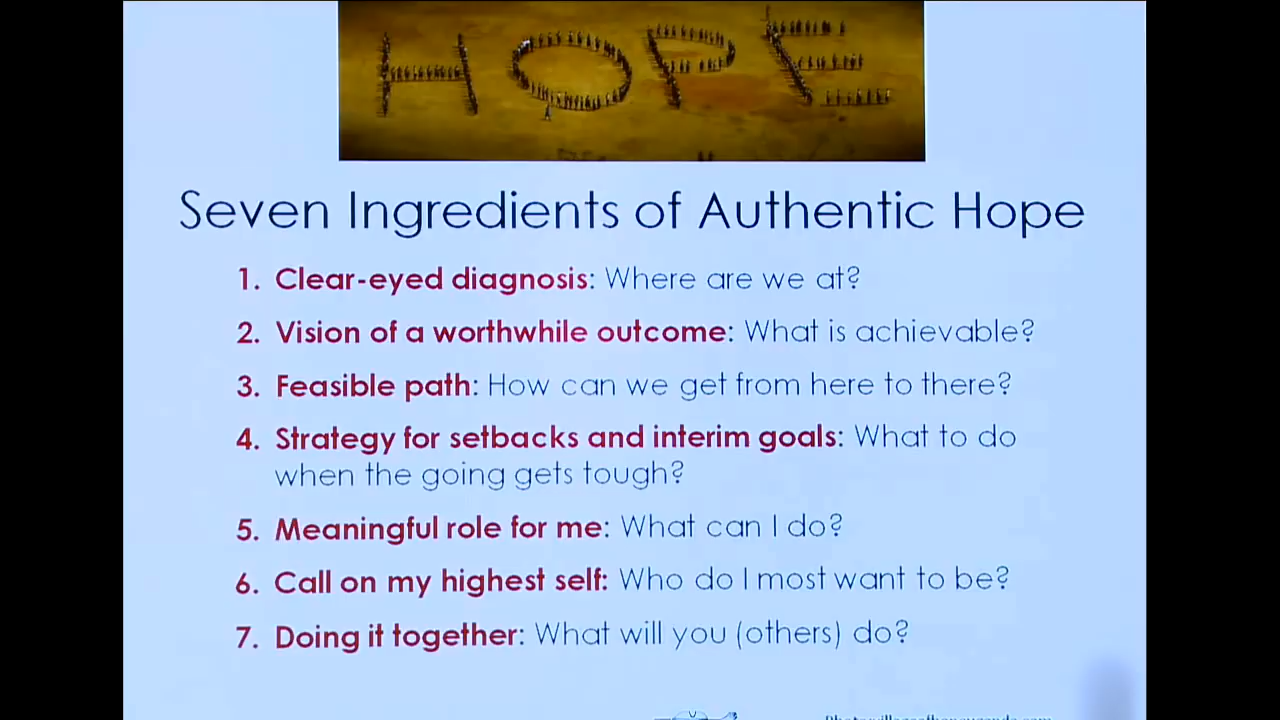 HOPE
Seven Ingredients of Authentic Hope
1. Clear-eyed diagnosis: Where are we at?
2. Vision of a worthwhile outcome: What is achievable?
3. Feasible path: How can we get from here to there?
4. Strategy for setbacks and interim goals: What to do
when the going gets tough?
5. Meaningful role for me: What can I do?
6. Call on my highest self: Who do I most want to be?
7. Doing it together: What will you (others) do?